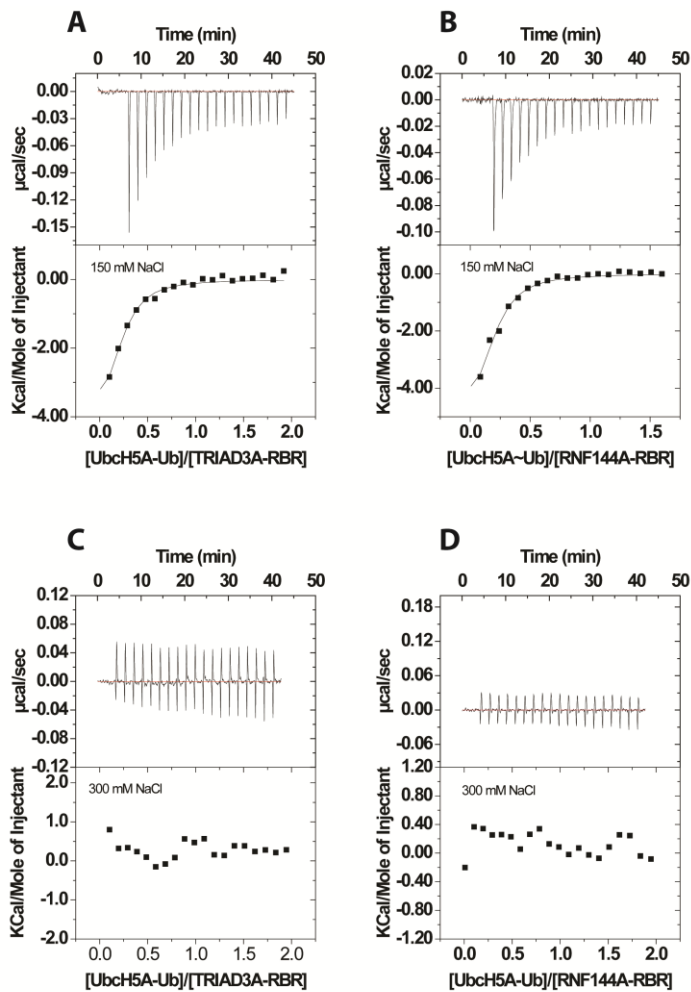 A
Time (min)
0 10 20 30 40 50
0.00
-0.03
-0.06
-0.09
-0.12
-0.15
µcal/sec
150 mM NaCl
0.00
-2.00
-4.00
Kcal/Mole of Injectant
0.0 0.5 1.0 1.5 2.0
[UbcH5A-Ub]/[TRIAD3A-RBR]
B
Time (min)
0 10 20 30 40 50
0.02
0.00
-0.02
-0.04
-0.06
-0.08
-0.10
µcal/sec
150 mM NaCl
0.00
-2.00
-4.00
Kcal/Mole of Injectant
0.0 0.5 1.0 1.5
[UbcH5A~Ub]/[RNF144A-RBR]
C
Time (min)
0 10 20 30 40 50
0.12
0.08
0.04
0.00
-0.04
-0.08
-0.12
µcal/sec
300 mM NaCl
2.0
1.0
0.0
-1.0
-2.0
KCal/Mole of Injectant
0.0 0.5 1.0 1.5 2.0
[UbcH5A-Ub]/[TRIAD3A-RBR]
D
Time (min)
0 10 20 30 40 50
0.18
0.12
0.06
0.00
-0.06
µcal/sec
300 mM NaCl
1.20
0.80
0.40
0.00
-0.40
-0.80
-1.20
KCal/Mole of Injectant
0.0 0.5 1.0 1.5 2.0
[UbcH5A-Ub]/[RNF144A-RBR]